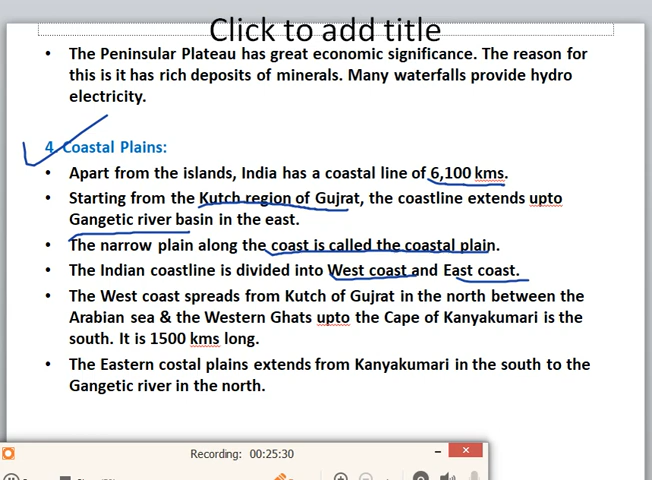 Click to add title
• The Peninsular Plateau has great economic significance. The reason for
this is it has rich deposits of minerals. Many waterfalls provide hydro
electricity.
4. Coastal Plains:
• Apart from the islands, India has a coastal line of 6,100 kms.
• Starting from the Kutch region of Gujrat, the coastline extends upto
Gangetic river basin in the east.
• The narrow plain along the coast is called the coastal plain.
• The Indian coastline is divided into West coast and East coast.
• The West coast spreads from Kutch of Gujrat in the north between the
Arabian sea & the Western Ghats upto the Cape of Kanyakumari is the
south. It is 1500 kms long.
• The Eastern costal plains extends from Kanyakumari in the south to the
Gangetic river in the north.
Recording: 00:25:30